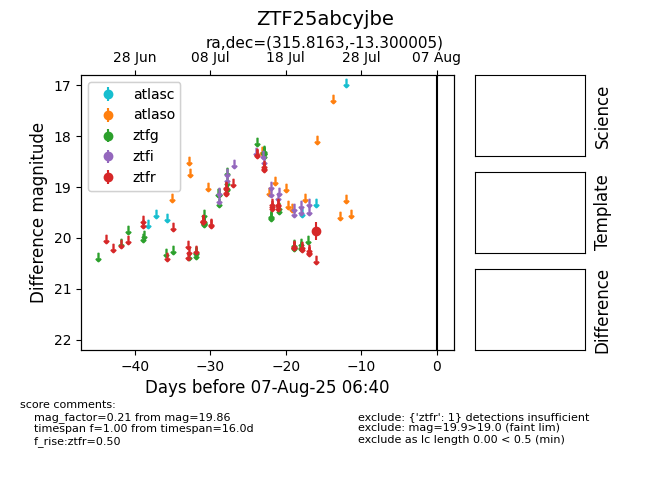 ZTF25abcyjbe
ra,dec=(315.8163,-13.300005)
28 Jun
08 Jul
18 Jul
28 Jul
07 Aug
17
18
19
20
21
22
Difference magnitude
atlasc
atlaso
ztfg
ztfi
ztfr
−40
−30
−20
−10
0
Days before 07-Aug-25 06:40
Science
Template
Difference
score comments:
mag_factor=0.21 from mag=19.86
timespan f=1.00 from timespan=16.0d
f_rise:ztfr=0.50
exclude: {'ztfr': 1} detections insufficient
exclude: mag=19.9>19.0 (faint lim)
exclude as lc length 0.00 < 0.5 (min)